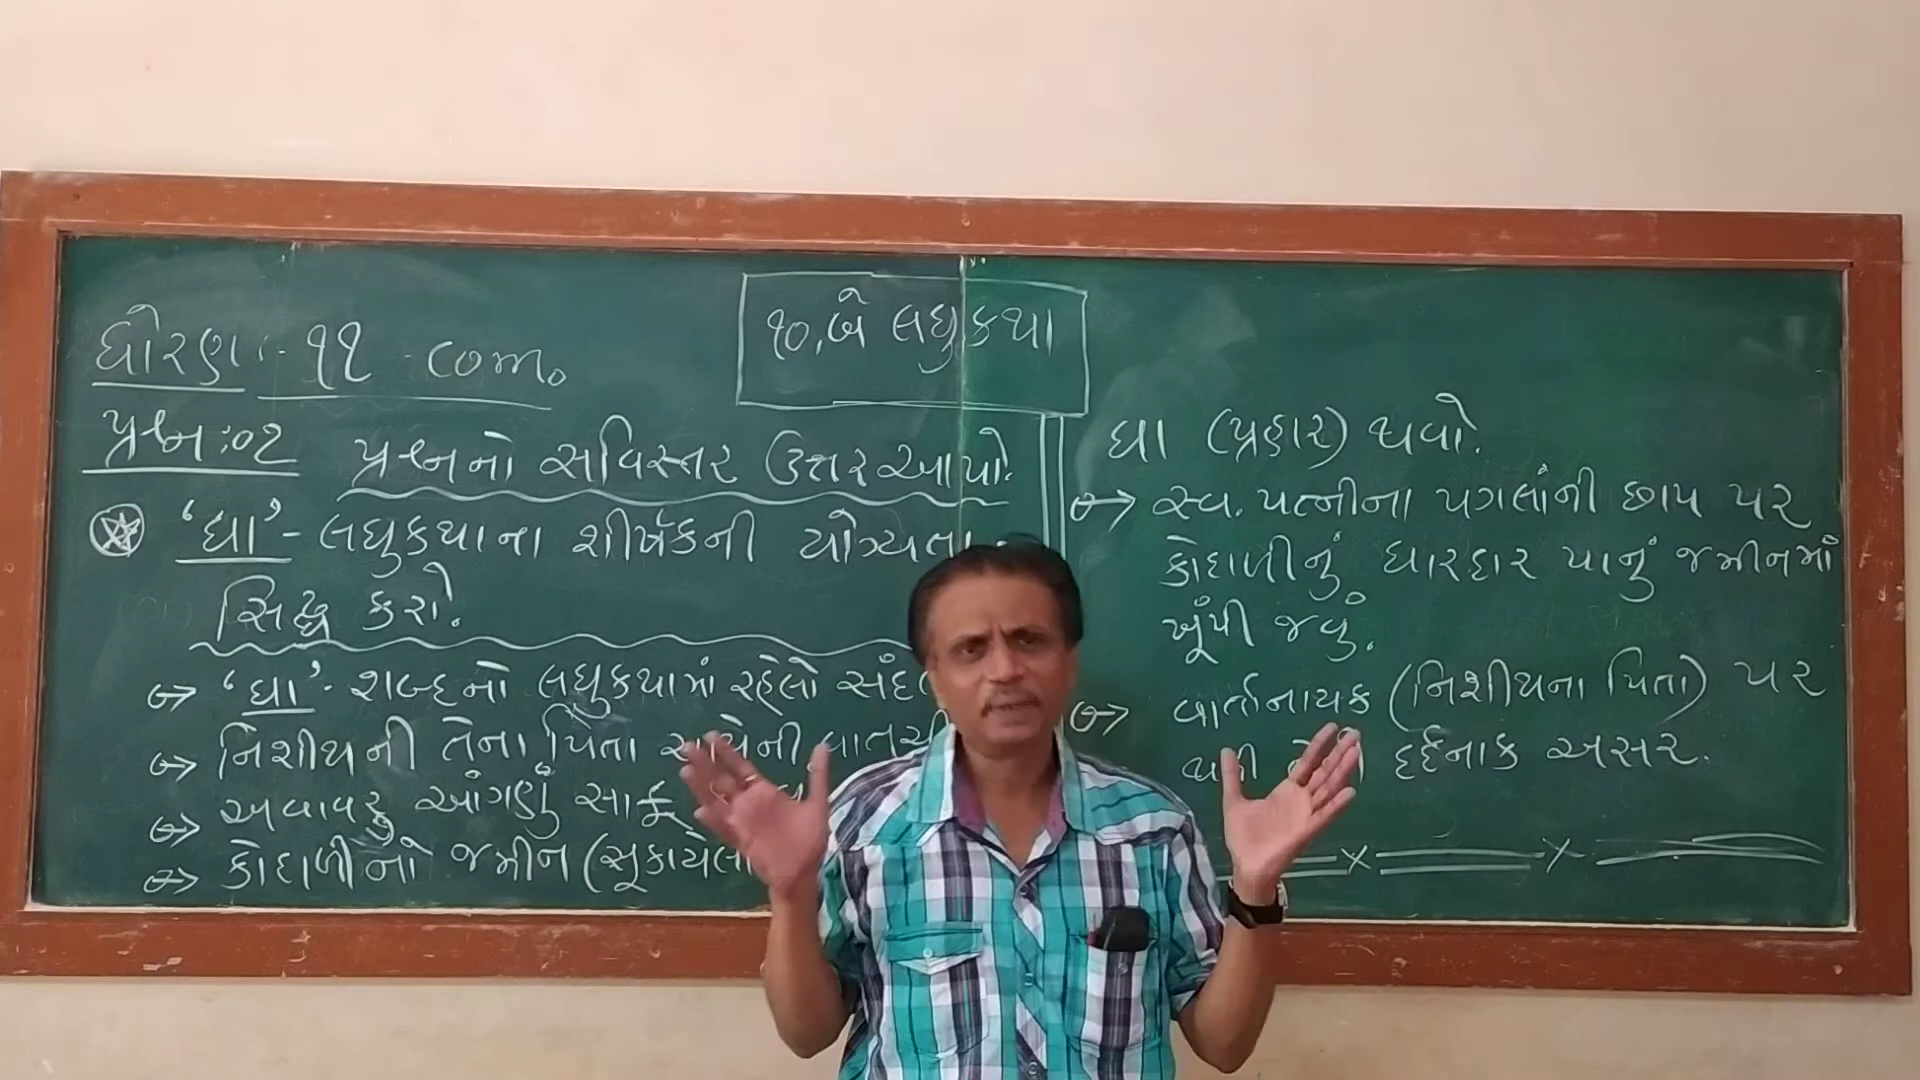 ધોરણ :- ૧૧ com.
૧૦. બે લઘુકથા
પ્રશ્ન:૦૨ પ્રશ્નનો સવિસ્તર ઉત્તર આપો.
'ઘા' - લઘુકથાના શીર્ષકની યોગ્યતા
સિદ્ધ કરો.
'ઘા' - શબ્દનો લઘુકથામાં રહેલો
નિશીથની તેના પિતા સાથેની
અવાવરુ આંગણું સાફ
કોદાળીનો જમીન (સૂકાયેલા
ઘા (પ્રહાર) થવો.
સ્વ. પત્નીના પગલાંની છાપ પર
કોદાળીનું ધારદાર પાનું જમીનમાં
ખૂંપી જવું.
વાર્તાનાયક (નિશીથના પિતા) પર
દર્દનાક અસર.